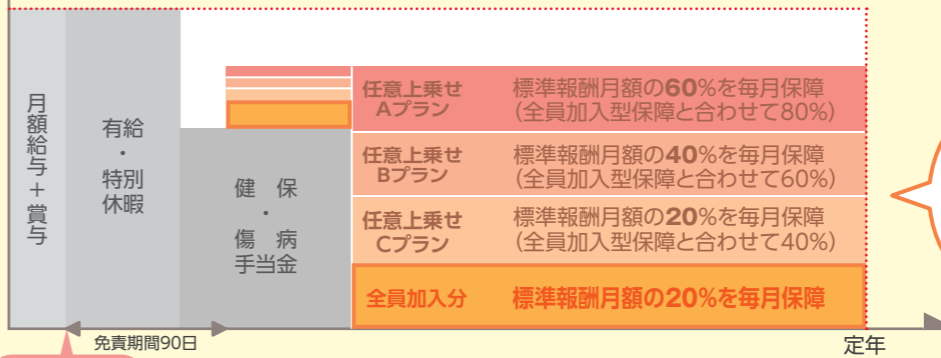 月額給与+賞与
有給
・
特別
休暇
健 保
・
傷 病
手当金
任意上乗せ
Aプラン
標準報酬月額の60%を毎月保障
(全員加入型保障と合わせて80%)
任意上乗せ
Bプラン
標準報酬月額の40%を毎月保障
(全員加入型保障と合わせて60%)
任意上乗せ
Cプラン
標準報酬月額の20%を毎月保障
(全員加入型保障と合わせて40%)
全員加入分
標準報酬月額の20%を毎月保障
免責期間90日
定年